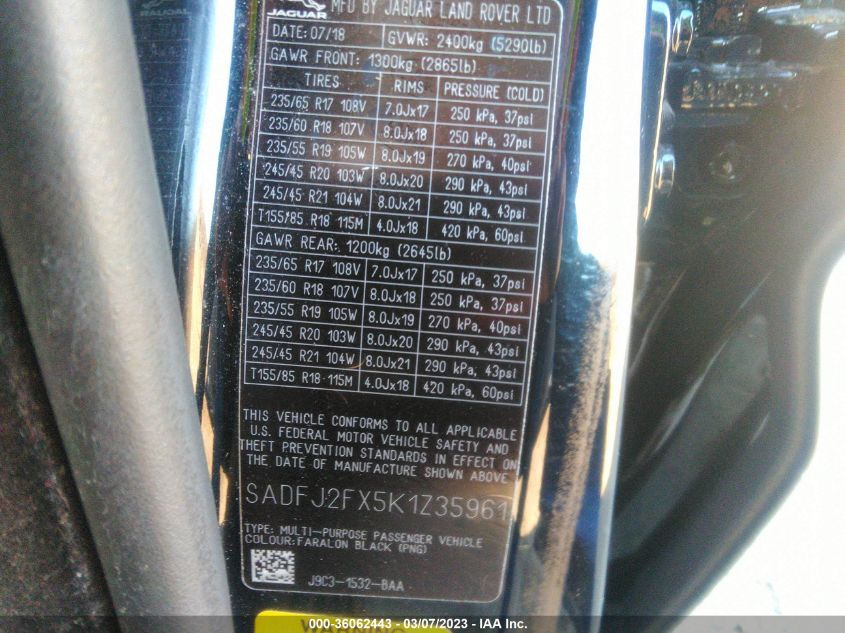 JAGUAR
MFD BY JAGUAR LAND ROVER LTD
DATE: 07/18 GVWR: 2400kg (5290lb)
GAWR FRONT: 1300kg (2865lb)
TIRES RIMS PRESSURE (COLD)
235/65 R17 108V 7.0Jx17 250 kPa, 37psi
235/60 R18 107V 8.0Jx18 250 kPa, 37psi
235/55 R19 105W 8.0Jx19 270 kPa, 40psi
245/45 R20 103W 8.0Jx20 290 kPa, 43psi
245/45 R21 104W 8.0Jx21 290 kPa, 43psi
T155/85 R18 115M 4.0Jx18 420 kPa, 60psi
GAWR REAR: 1200kg (2645lb)
235/65 R17 108V 7.0Jx17 250 kPa, 37psi
235/60 R18 107V 8.0Jx18 250 kPa, 37psi
235/55 R19 105W 8.0Jx19 270 kPa, 40psi
245/45 R20 103W 8.0Jx20 290 kPa, 43psi
245/45 R21 104W 8.0Jx21 290 kPa, 43psi
T155/85 R18 115M 4.0Jx18 420 kPa, 60psi
THIS VEHICLE CONFORMS TO ALL APPLICABLE
U.S. FEDERAL MOTOR VEHICLE SAFETY AND
THEFT PREVENTION STANDARDS IN EFFECT ON
THE DATE OF MANUFACTURE SHOWN ABOVE
SADFJ2FX5K1Z35961
TYPE: MULTI-PURPOSE PASSENGER VEHICLE
COLOUR: FARALON BLACK (PNG)
J9C3-1532-BAA
WARNING
000-36062443 - 03/07/2023 - IAA Inc.